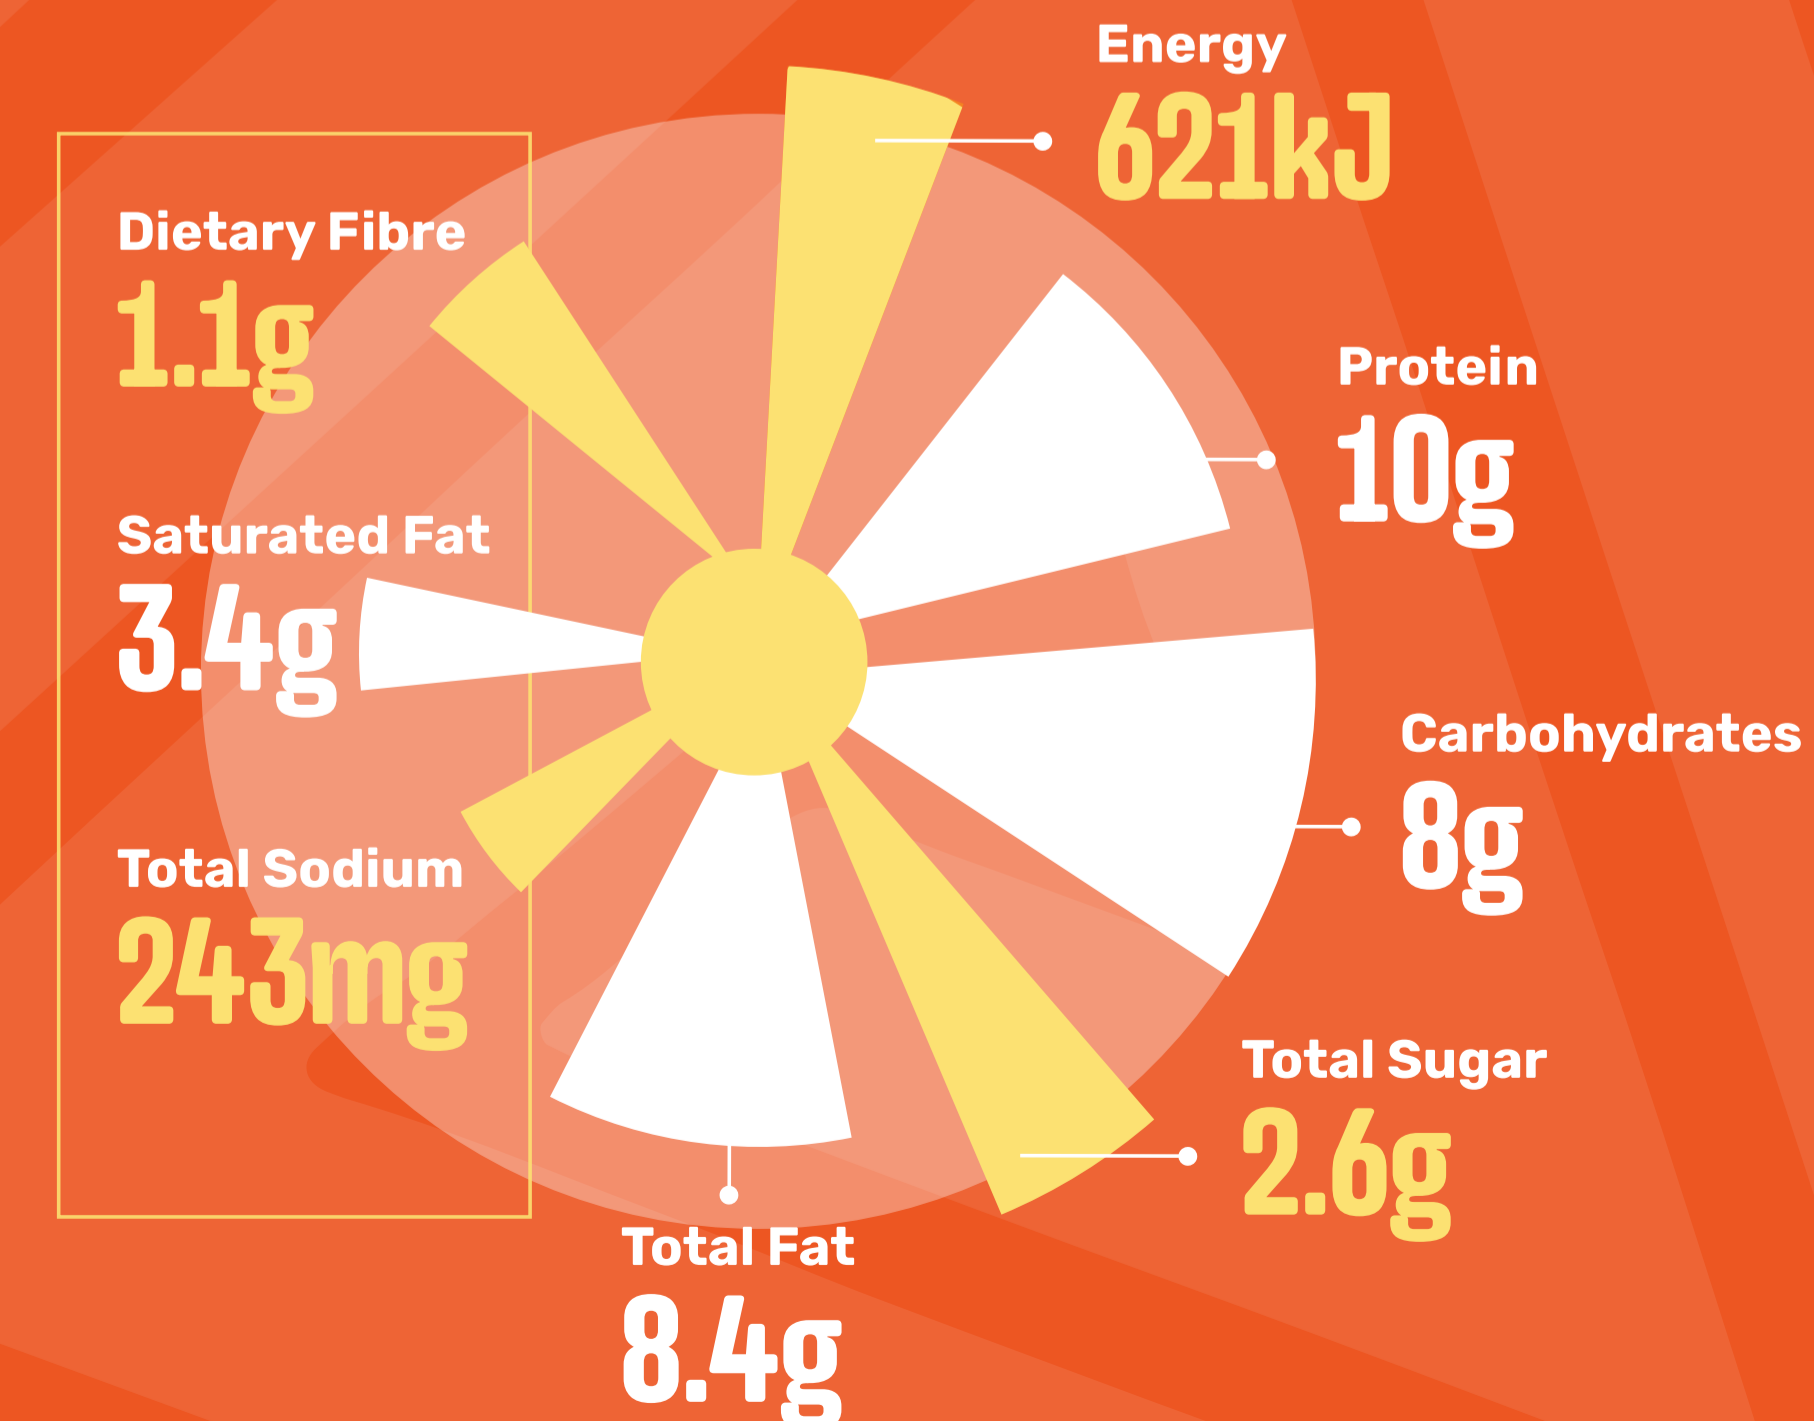 Energy
621kJ
Protein
10g
Carbohydrates
8g
Total Sugar
2.6g
Total Fat
8.4g
Dietary Fibre
1.1g
Saturated Fat
3.4g
Total Sodium
243mg